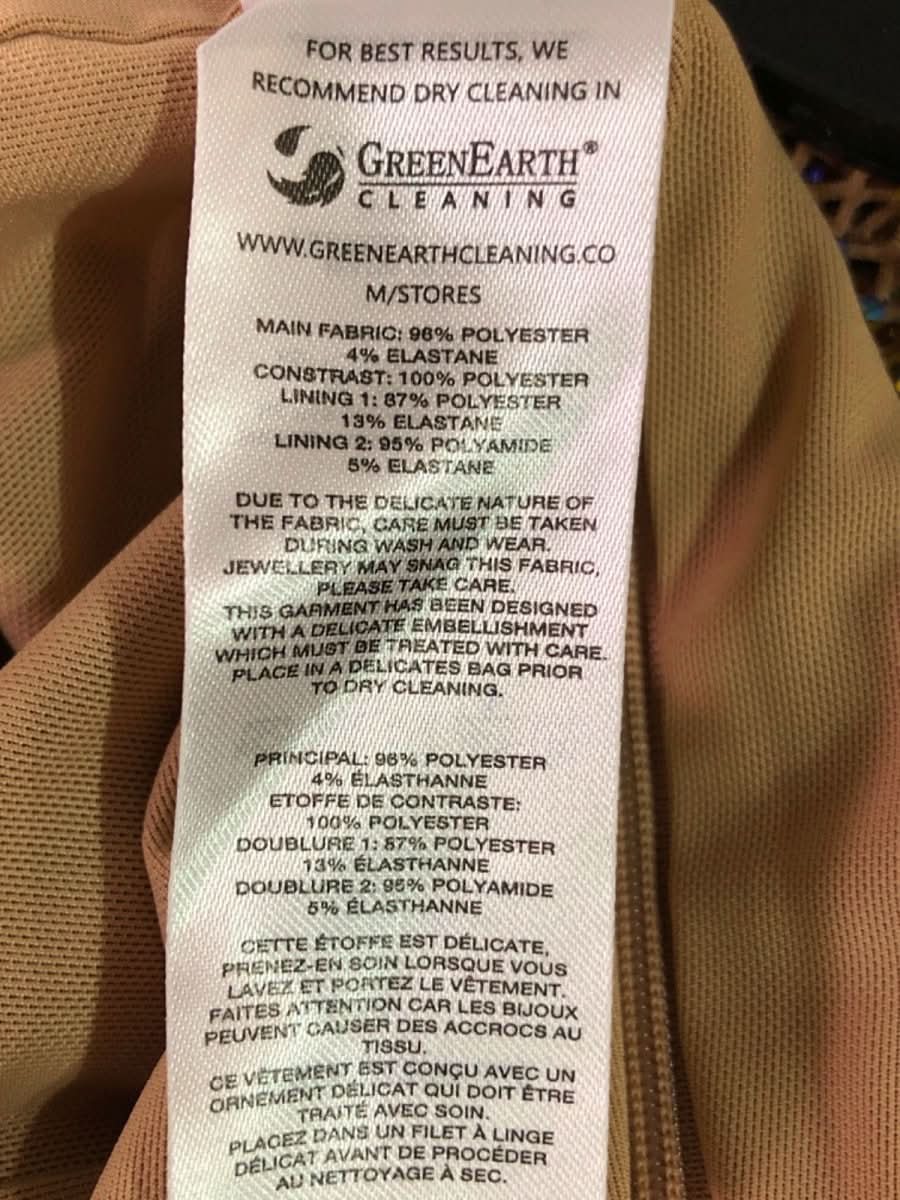 FOR BEST RESULTS, WE
RECOMMEND DRY CLEANING IN
GREENEARTH®
CLEANING
WWW.GREENEARTHCLEANING.CO
M/STORES
MAIN FABRIC: 96% POLYESTER
4% ELASTANE
CONSTRAST: 100% POLYESTER
LINING 1: 87% POLYESTER
13% ELASTANE
LINING 2: 95% POLYAMIDE
5% ELASTANE
DUE TO THE DELICATE NATURE OF
THE FABRIC, CARE MUST BE TAKEN
DURING WASH AND WEAR.
JEWELLERY MAY SNAG THIS FABRIC,
PLEASE TAKE CARE.
THIS GARMENT HAS BEEN DESIGNED
WITH A DELICATE EMBELLISHMENT
WHICH MUST BE TREATED WITH CARE.
PLACE IN A DELICATES BAG PRIOR
TO DRY CLEANING.
PRINCIPAL: 96% POLYESTER
4% ÉLASTHANNE
ETOFFE DE CONTRASTE:
100% POLYESTER
DOUBLURE 1: 87% POLYESTER
13% ÉLASTHANNE
DOUBLURE 2: 95% POLYAMIDE
5% ÉLASTHANNE
CETTE ÉTOFFE EST DÉLICATE,
PRENEZ-EN SOIN LORSQUE VOUS
LAVEZ ET PORTEZ LE VÊTEMENT.
FAITES ATTENTION CAR LES BIJOUX
PEUVENT CAUSER DES ACCROCS AU
TISSU.
CE VÊTEMENT EST CONÇU AVEC UN
ORNEMENT DÉLICAT QUI DOIT ÊTRE
TRAITÉ AVEC SOIN.
PLACEZ DANS UN FILET À LINGE
DÉLICAT AVANT DE PROCÉDER
AU NETTOYAGE À SEC.